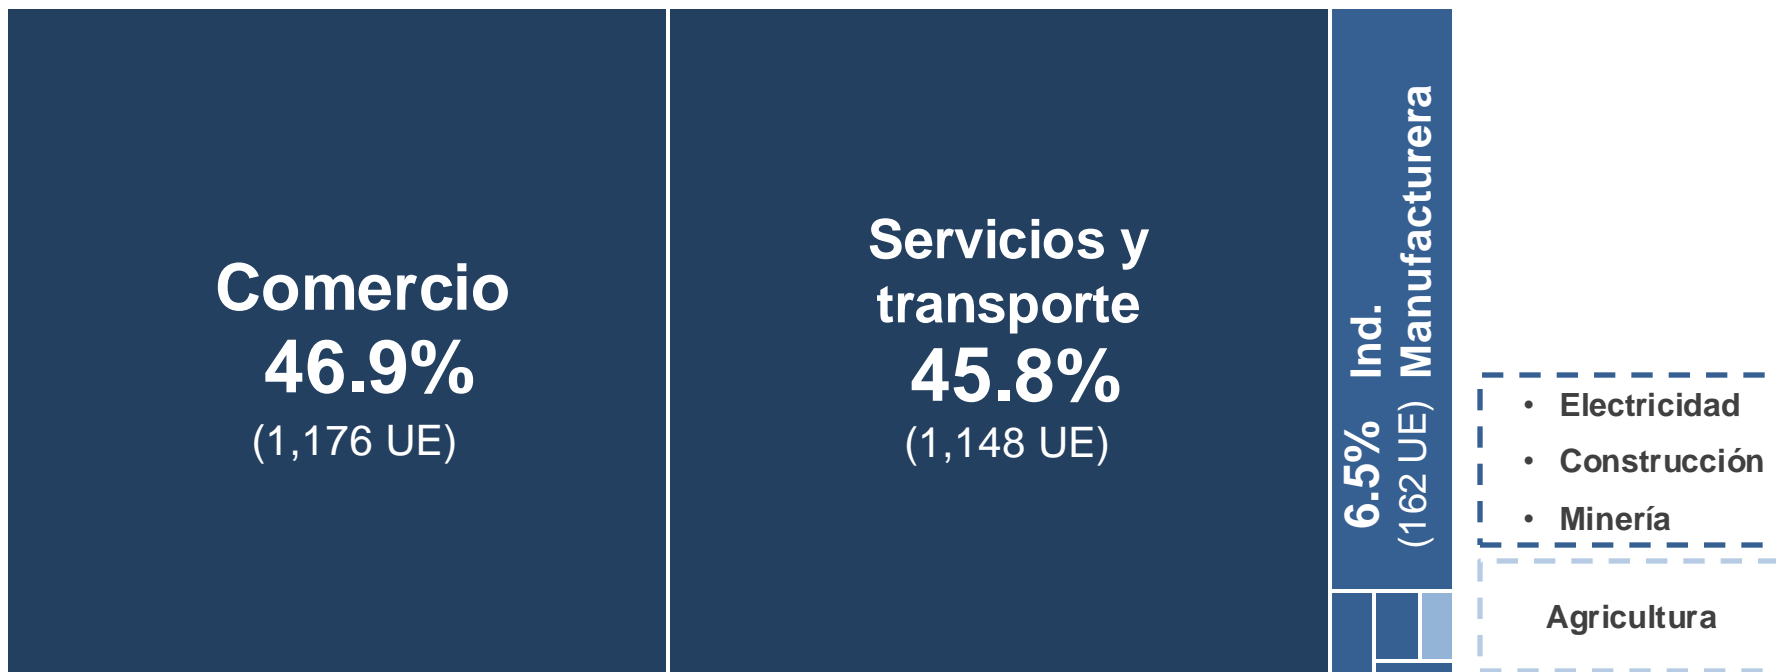 Comercio
46.9%
(1,176 UE)
Servicios y
transporte
45.8%
(1,148 UE)
6.5% Ind.
(162 UE) Manufacturera
• Electricidad
• Construcción
• Minería
Agricultura